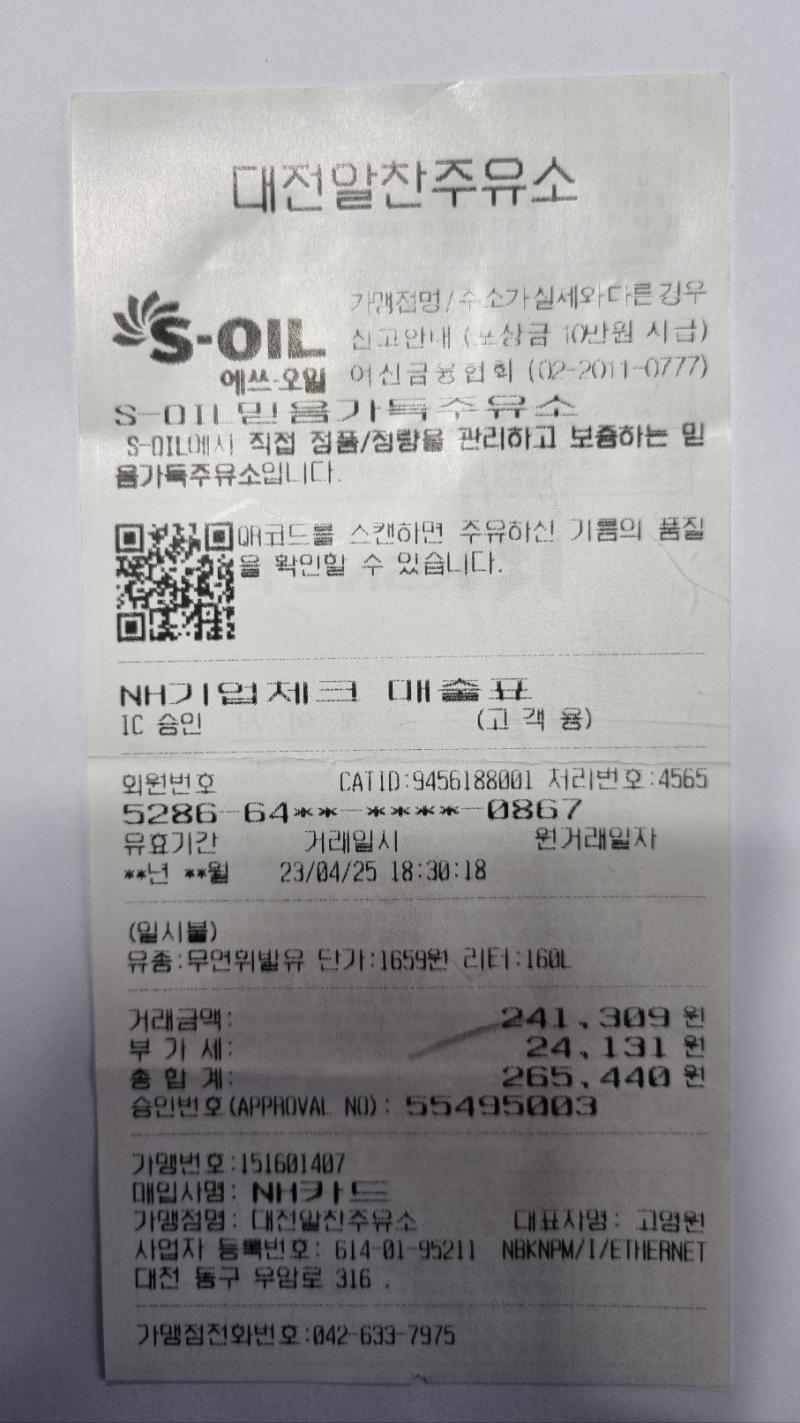 대전알찬주유소
S-OIL
에쓰-오일
가맹점명/주소가실제와다른경우
신고안내(포상금 10만원 지급)
여신금융협회 (02-2011-0777)
S-OIL믿음가득주유소
S-OIL에서 직접 정품/정량을 관리하고 보증하는 믿
음가득주유소입니다.
QR코드를 스캔하면 주유하신 기름의 품질
을 확인할 수 있습니다.
NH기업체크 매출표
IC 승인 (고 객 용)
회원번호 CATID:9456188001 처리번호:4565
5286-64**-****-0867
유효기간 거래일시 원거래일자
**년 **월 23/04/25 18:30:18
(일시불)
유종:무연휘발유 단가:1659원 리터:160L
거래금액: 241,309 원
부 가 세: 24,131 원
총 합 계: 265,440 원
승인번호(APPROVAL NO): 55495003
가맹번호:151601407
매입사명: NH카드
가맹점명: 대전알찬주유소 대표자명: 고영원
사업자 등록번호: 614-01-95211 NBKNPM/I/ETHERNET
대전 동구 우암로 316 .
가맹점전화번호:042-633-7975